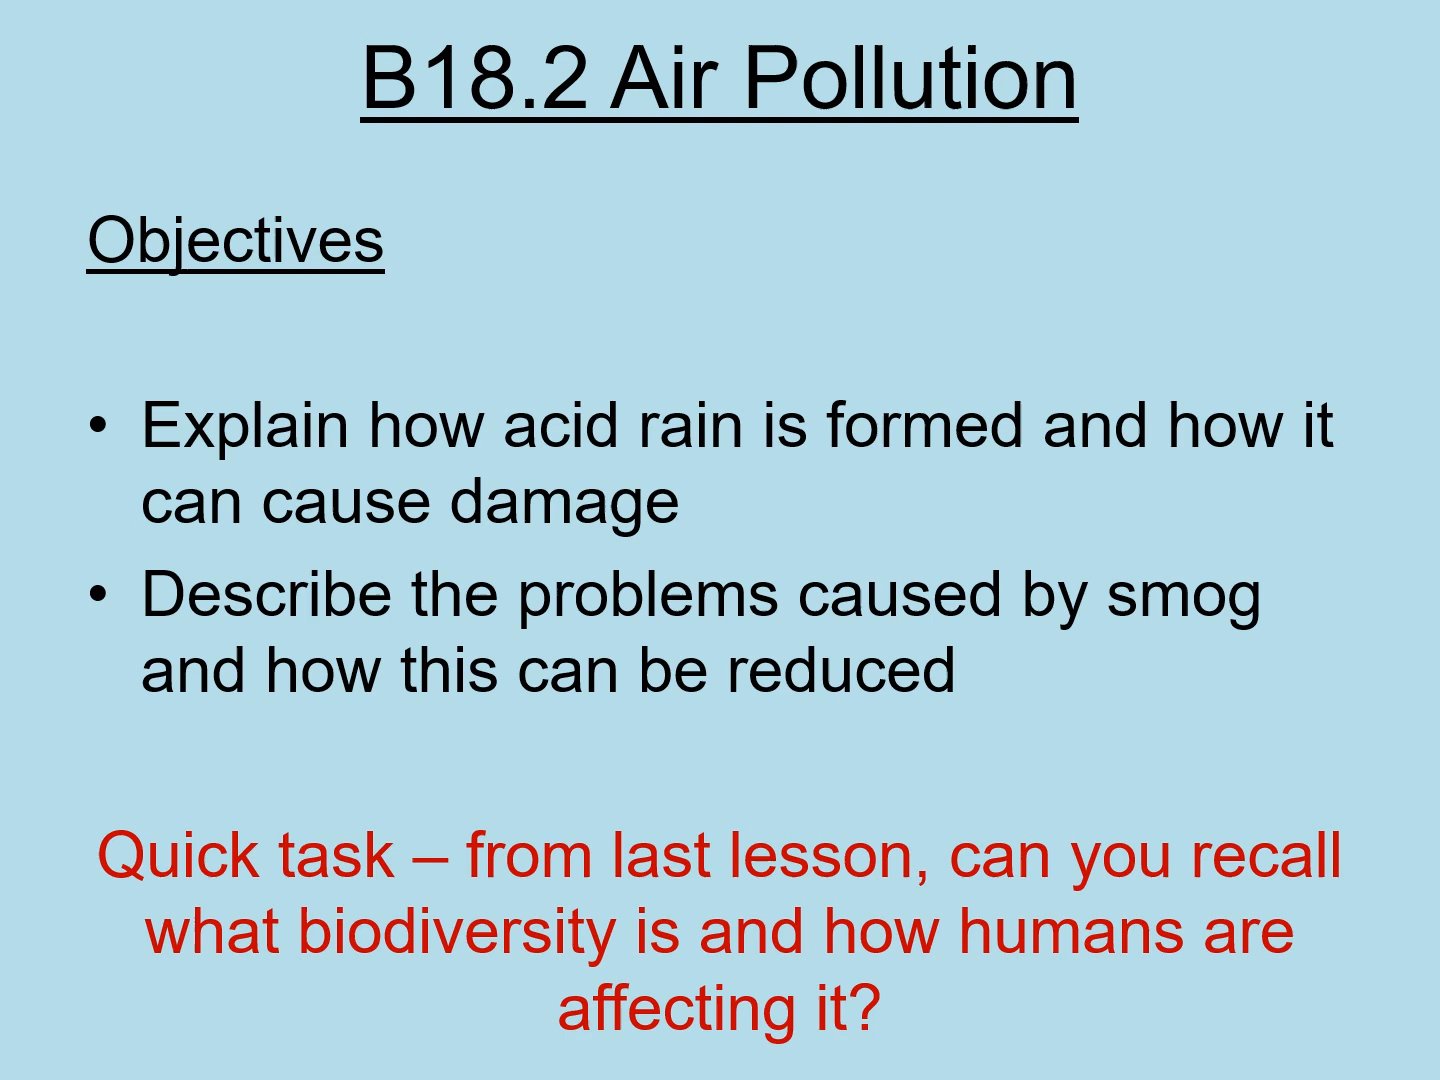 B18.2 Air Pollution
Objectives
• Explain how acid rain is formed and how it
can cause damage
• Describe the problems caused by smog
and how this can be reduced
Quick task – from last lesson, can you recall
what biodiversity is and how humans are
affecting it?